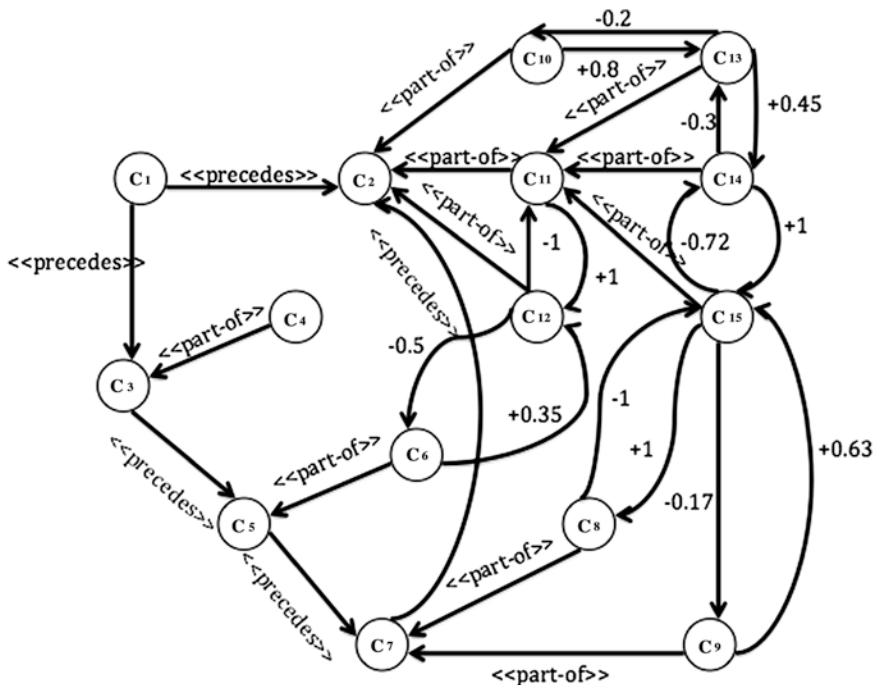 -0.2
C10
C13
+0.8
<<part-of>>
<<part-of>>
+0.45
-0.3
C1
<<precedes>>
C2
<<part-of>>
C11
<<part-of>>
C14
<<part-of>>
<<part-of>>
-1
-0.72
+1
<<precedes>>
<<precedes>>
+1
C4
C12
C15
<<part-of>>
-0.5
C3
-1
+0.35
<<precedes>>
<<part-of>>
C6
+1
+0.63
-0.17
C5
C8
<<precedes>>
<<part-of>>
C7
C9
<<part-of>>